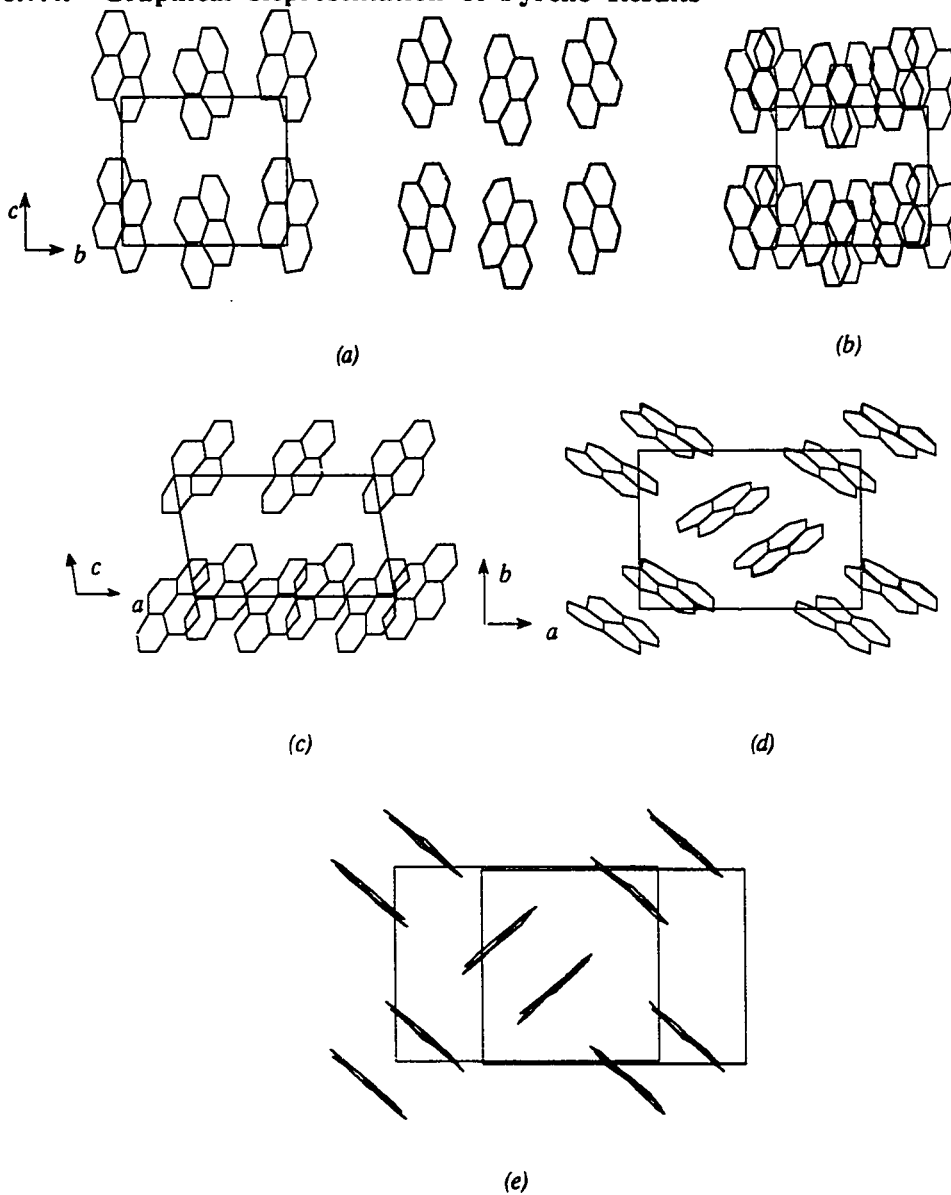 Graphical Representation of Pyrene Results
c
b
(a)
(b)
c
a
b
a
(c)
(d)
(e)